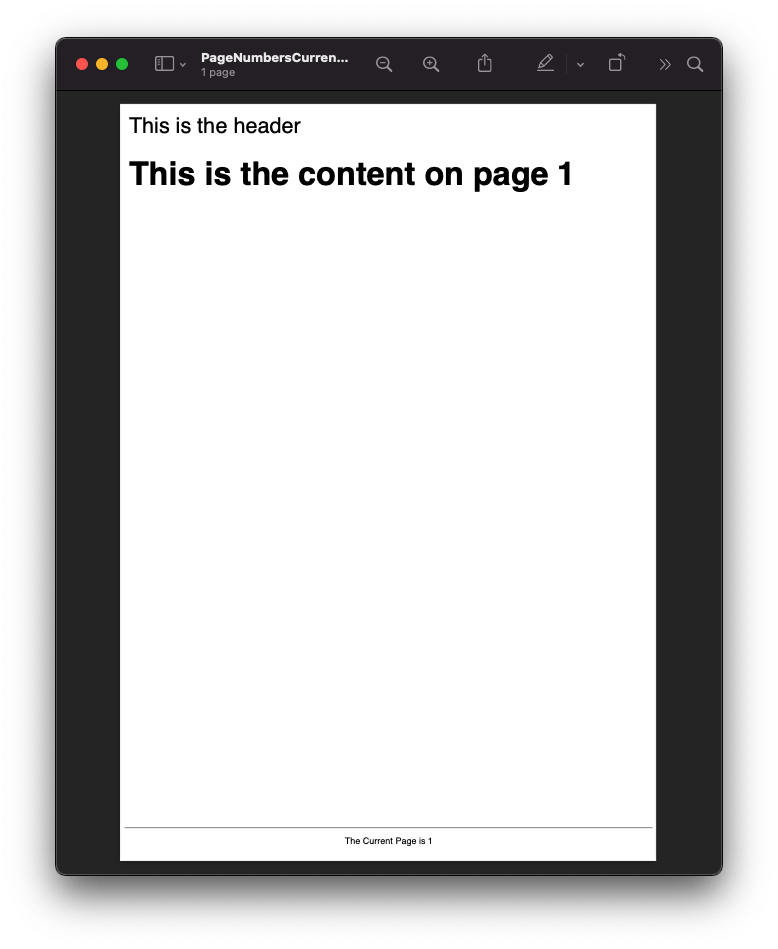 PageNumbersCurren...
1 page
This is the header
This is the content on page 1
The Current Page is 1